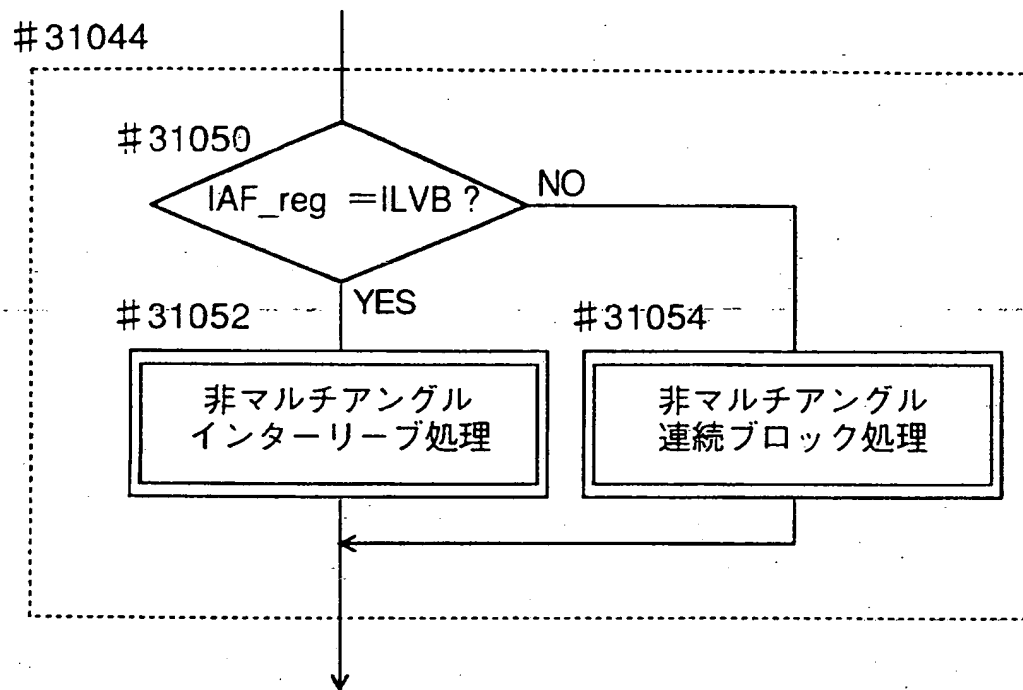 #31044
#31050
IAF_reg =ILVB ?
NO
YES
#31052
#31054
非マルチアングル
インターリーブ処理
非マルチアングル
連続ブロック処理